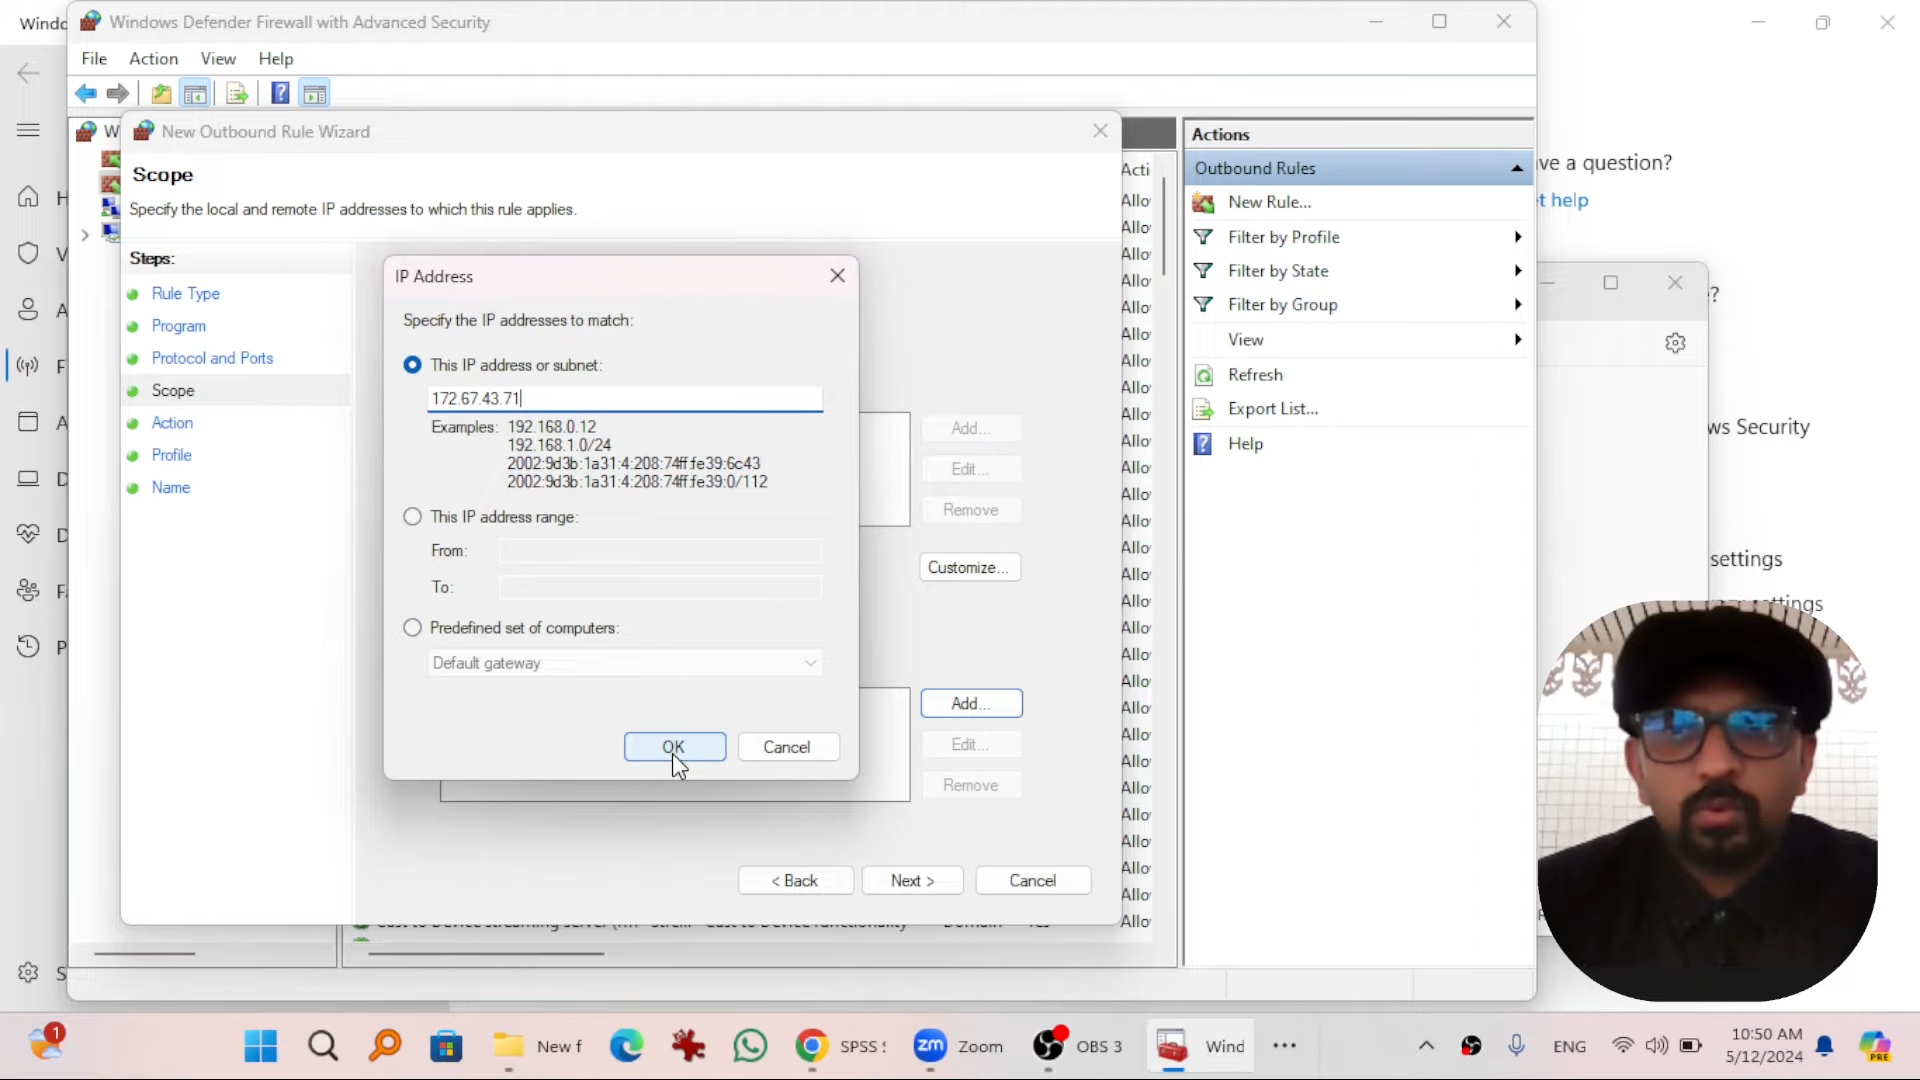 Windows Defender Firewall with Advanced Security
File Action View Help
New Outbound Rule Wizard
Scope
Specify the local and remote IP addresses to which this rule applies.
Steps:
Rule Type
Program
Protocol and Ports
Scope
Action
Profile
Name
IP Address
Specify the IP addresses to match:
This IP address or subnet:
172.67.43.71
Examples: 192.168.0.12
192.168.1.0/24
2002:9d3b:1a31:4:208:74ff:fe39:6c43
2002:9d3b:1a31:4:208:74ff:fe39:0/112
This IP address range:
From:
To:
Predefined set of computers:
Default gateway
OK Cancel
Add...
Edit...
Remove
Customize...
Add...
Edit...
Remove
< Back Next > Cancel
Actions
Outbound Rules
New Rule...
Filter by Profile
Filter by State
Filter by Group
View
Refresh
Export List...
Help
ve a question?
t help
ws Security
settings
New f
SPSS
zm Zoom
OBS 3
Wind
ENG
10:50 AM
5/12/2024
PRE
1